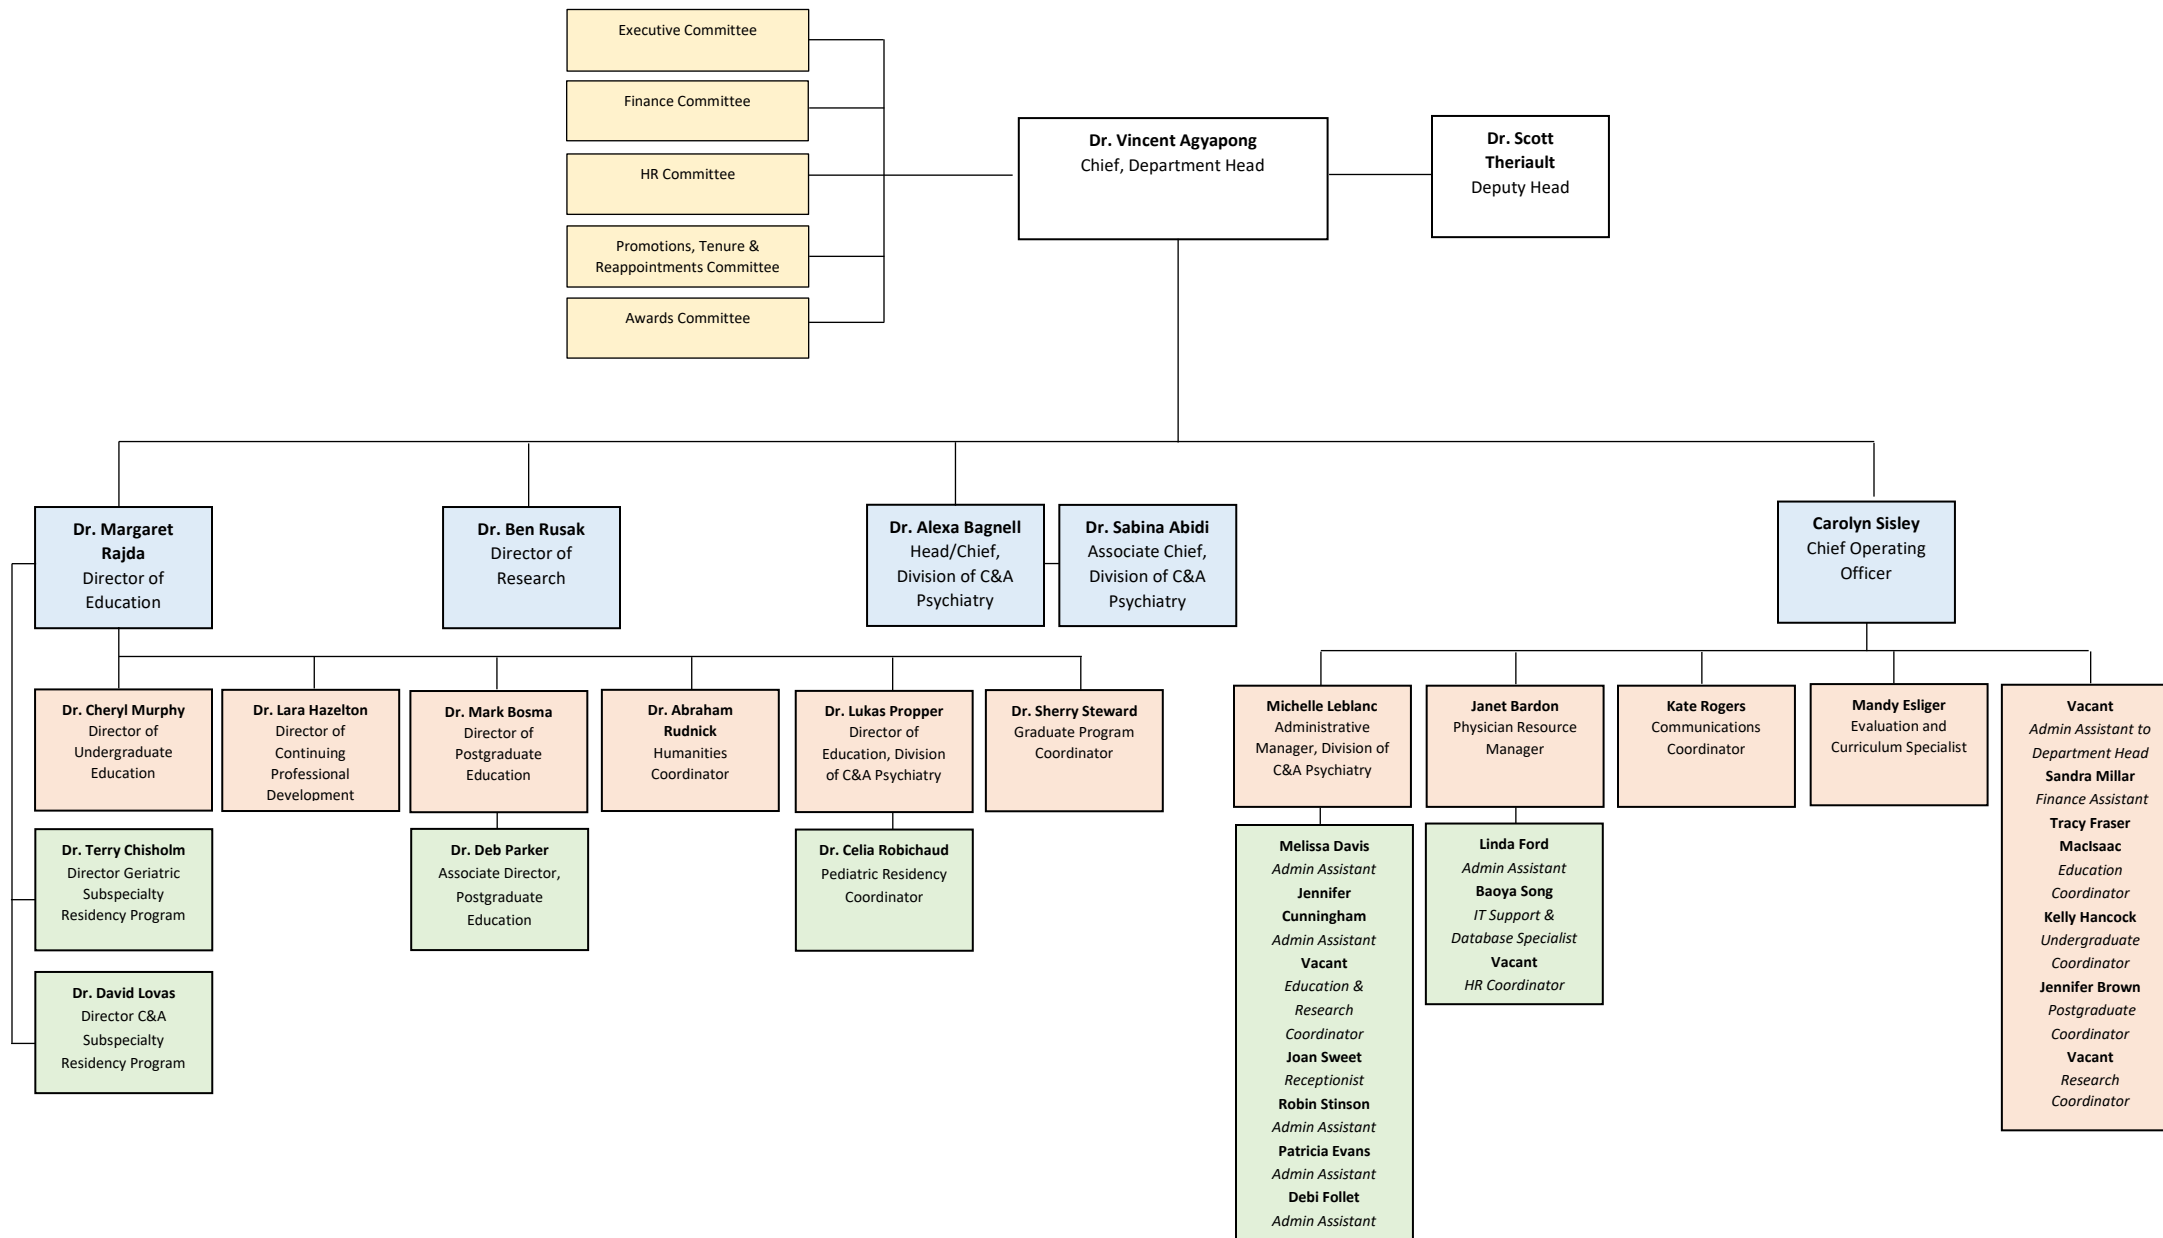 Executive Committee
Finance Committee
HR Committee
Promotions, Tenure &
Reappointments Committee
Awards Committee
Dr. Vincent Agyapong
Chief, Department Head
Dr. Scott
Theriault
Deputy Head
Dr. Margaret
Rajda
Director of
Education
Dr. Ben Rusak
Director of
Research
Dr. Alexa Bagnell
Head/Chief,
Division of C&A
Psychiatry
Dr. Sabina Abidi
Associate Chief,
Division of C&A
Psychiatry
Carolyn Sisley
Chief Operating
Officer
Dr. Cheryl Murphy
Director of
Undergraduate
Education
Dr. Lara Hazelton
Director of
Continuing
Professional
Development
Dr. Mark Bosma
Director of
Postgraduate
Education
Dr. Abraham
Rudnick
Humanities
Coordinator
Dr. Lukas Propper
Director of
Education, Division
of C&A Psychiatry
Dr. Sherry Steward
Graduate Program
Coordinator
Michelle Leblanc
Administrative
Manager, Division of
C&A Psychiatry
Janet Bardon
Physician Resource
Manager
Kate Rogers
Communications
Coordinator
Mandy Esliger
Evaluation and
Curriculum Specialist
Vacant
Admin Assistant to
Department Head
Sandra Millar
Finance Assistant
Tracy Fraser
MacIsaac
Education
Coordinator
Kelly Hancock
Undergraduate
Coordinator
Jennifer Brown
Postgraduate
Coordinator
Vacant
Research
Coordinator
Dr. Terry Chisholm
Director Geriatric
Subspecialty
Residency Program
Dr. Deb Parker
Associate Director,
Postgraduate
Education
Dr. Celia Robichaud
Pediatric Residency
Coordinator
Melissa Davis
Admin Assistant
Jennifer
Cunningham
Admin Assistant
Vacant
Education &
Research
Coordinator
Joan Sweet
Receptionist
Robin Stinson
Admin Assistant
Patricia Evans
Admin Assistant
Debi Follet
Admin Assistant
Linda Ford
Admin Assistant
Baoya Song
IT Support &
Database Specialist
Vacant
HR Coordinator
Dr. David Lovas
Director C&A
Subspecialty
Residency Program